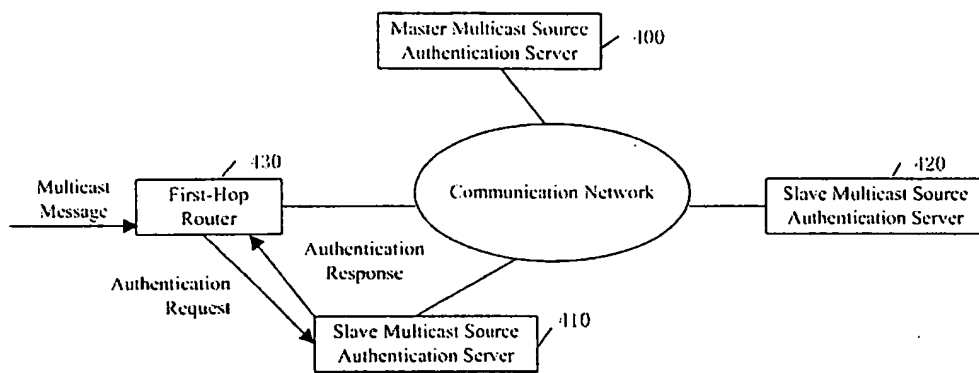 Master Multicast Source
Authentication Server
400
430
First-Hop
Router
Multicast
Message
Communication Network
420
Slave Multicast Source
Authentication Server
Authentication
Response
Authentication
Request
Slave Multicast Source
Authentication Server
410